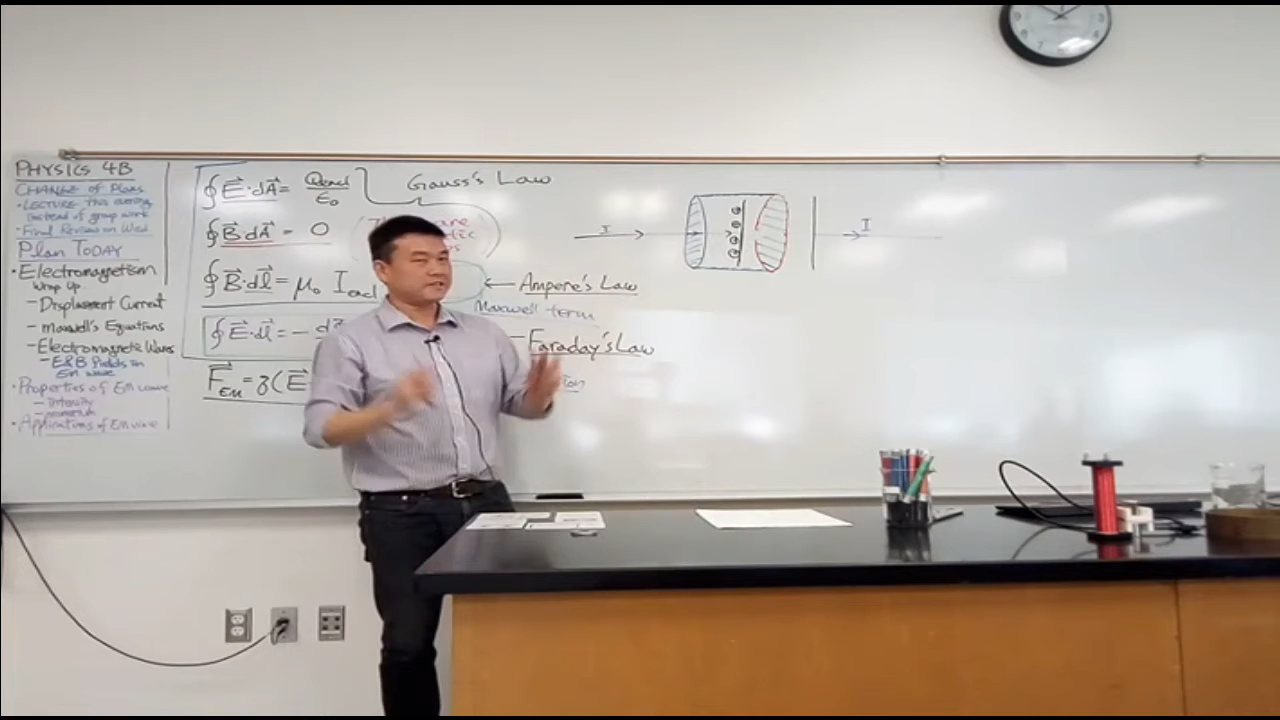 PHYSICS 4B
CHANGE of Plans
• LECTURE this evening
instead of group work
• Final Review on Wed
Plan TODAY
• Electromagnetism
wrap up
- Displacement Current
- Maxwell's Equations
- Electromagnetic Waves
- E&B Fields in
EM wave
• Properties of EM wave
- intensity
- momentum
• Applications of EM wave
∮E⃗·dA⃗ = Qencl/ε₀
Gauss's Law
∮B⃗·dA⃗ = 0
∮B⃗·dl⃗ = μ₀ Iencl
← Ampere's Law
Maxwell term
∮E⃗·dl⃗ = -
Faraday's Law
F⃗EM = q(E⃗
I
I